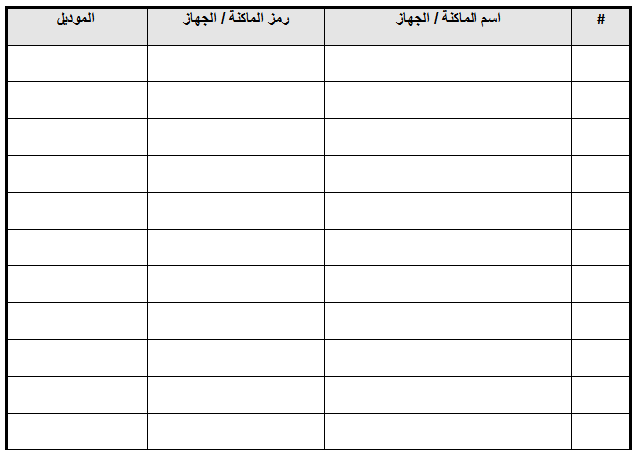 # اسم الماكنة / الجهاز رمز الماكنة / الجهاز الموديل